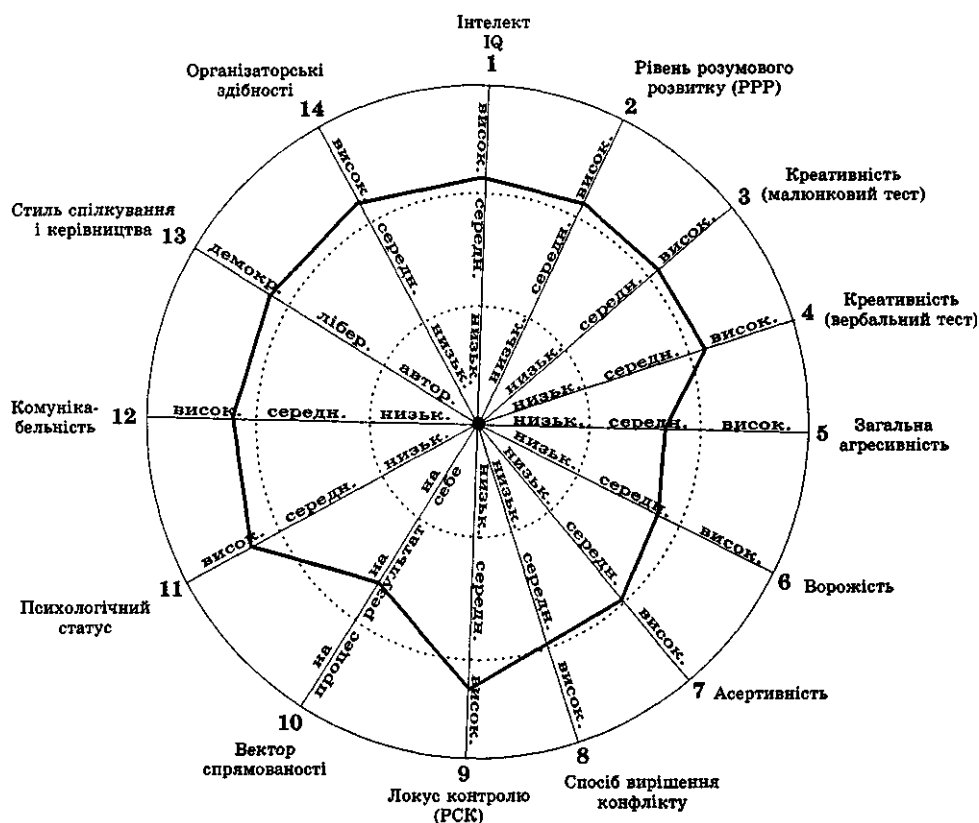 Інтелект
IQ
1
Рівень розумового
розвитку (РРР)
2
Креативність
(малюнковий тест)
3
Креативність
(вербальний тест)
4
Загальна
агресивність
5
Ворожість
6
Асертивність
7
Спосіб вирішення
конфлікту
8
Локус контролю
(РСК)
9
Вектор
спрямованості
10
Психологічний
статус
11
Комуніка-
бельність
12
Стиль спілкування
і керівництва
13
Організаторські
здібності
14
висок. середн. низьк.
висок. середн. низьк.
висок. середн. низьк.
висок. середн. низьк.
низьк. середн. висок.
низьк. середн. висок.
низьк. середн. висок.
низьк. середн. висок.
низьк. середн. висок.
на себе
на результат
на процес
висок. середн. низьк.
висок. середн. низьк.
демокр. лібер. автор.
висок. середн. низьк.